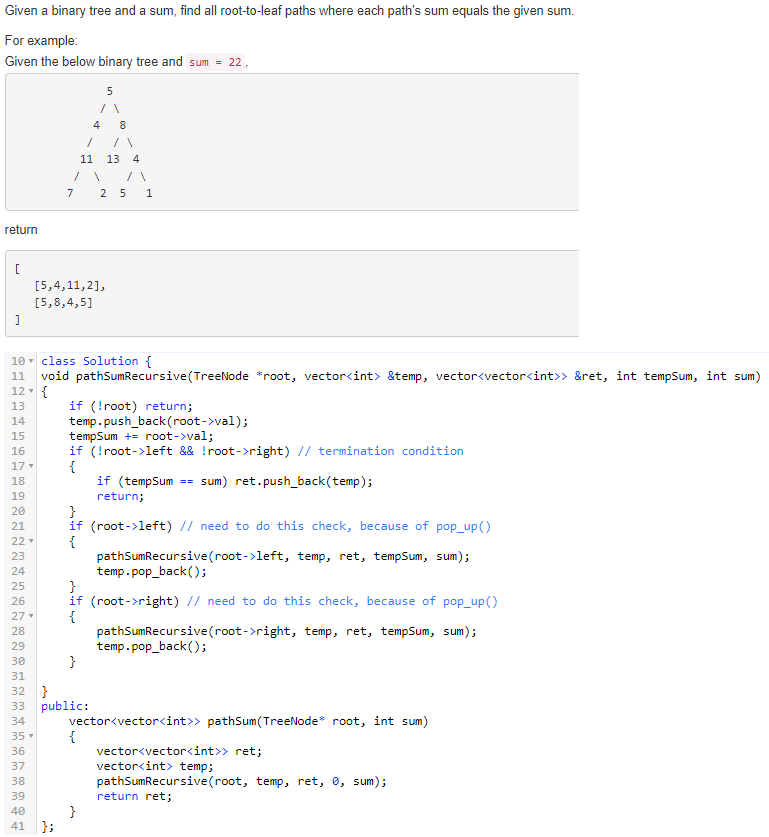 Given a binary tree and a sum, find all root-to-leaf paths where each path's sum equals the given sum.
For example:
Given the below binary tree and sum = 22,
5
/ \
4 8
/ / \
11 13 4
/ \ / \
7 2 5 1
return
[
[5,4,11,2],
[5,8,4,5]
]
10 class Solution {
11 void pathSumRecursive(TreeNode *root, vector<int> &temp, vector<vector<int>> &ret, int tempSum, int sum)
12 {
13 if (!root) return;
14 temp.push_back(root->val);
15 tempSum += root->val;
16 if (!root->left && !root->right) // termination condition
17 {
18 if (tempSum == sum) ret.push_back(temp);
19 return;
20 }
21 if (root->left) // need to do this check, because of pop_up()
22 {
23 pathSumRecursive(root->left, temp, ret, tempSum, sum);
24 temp.pop_back();
25 }
26 if (root->right) // need to do this check, because of pop_up()
27 {
28 pathSumRecursive(root->right, temp, ret, tempSum, sum);
29 temp.pop_back();
30 }
31
32 }
33 public:
34 vector<vector<int>> pathSum(TreeNode* root, int sum)
35 {
36 vector<vector<int>> ret;
37 vector<int> temp;
38 pathSumRecursive(root, temp, ret, 0, sum);
39 return ret;
40 }
41 };